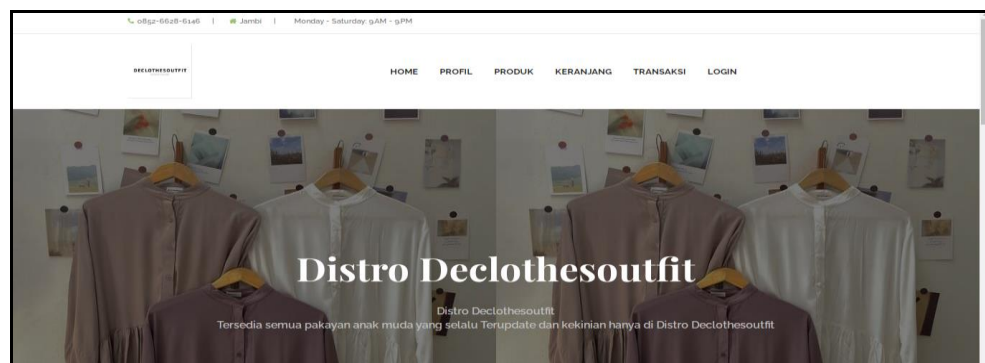 0852-6628-6146 | Jambi | Monday - Saturday: 9AM - 9PM
DECLOTHESOUTFIT
HOME PROFIL PRODUK KERANJANG TRANSAKSI LOGIN
Distro Declothesoutfit
Distro Declothesoutfit
Tersedia semua pakayan anak muda yang selalu Terupdate dan kekinian hanya di Distro Declothesoutfit